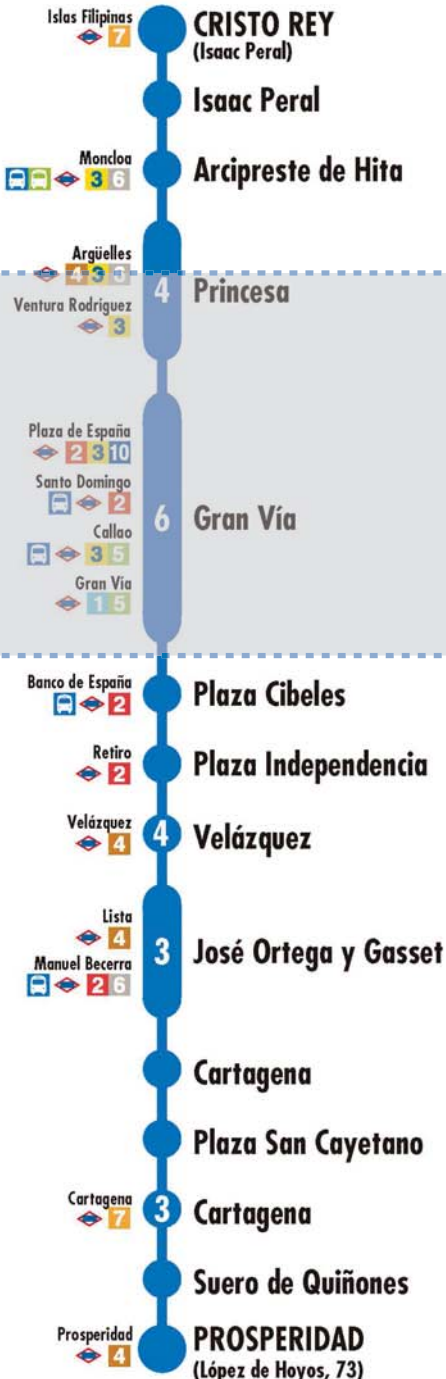 Islas Filipinas
7
CRISTO REY
(Isaac Peral)
Isaac Peral
Moncloa
3 6
Arcipreste de Hita
Argüelles
4 3 6
Ventura Rodríguez
3
4
Princesa
Plaza de España
2 3 10
Santo Domingo
2
Callao
3 5
Gran Vía
1 5
6
Gran Vía
Banco de España
2
Plaza Cibeles
Retiro
2
Plaza Independencia
Velázquez
4
4
Velázquez
Lista
4
Manuel Becerra
2 6
3
José Ortega y Gasset
Cartagena
Plaza San Cayetano
Cartagena
7
3
Cartagena
Suero de Quiñones
Prosperidad
4
PROSPERIDAD
(López de Hoyos, 73)